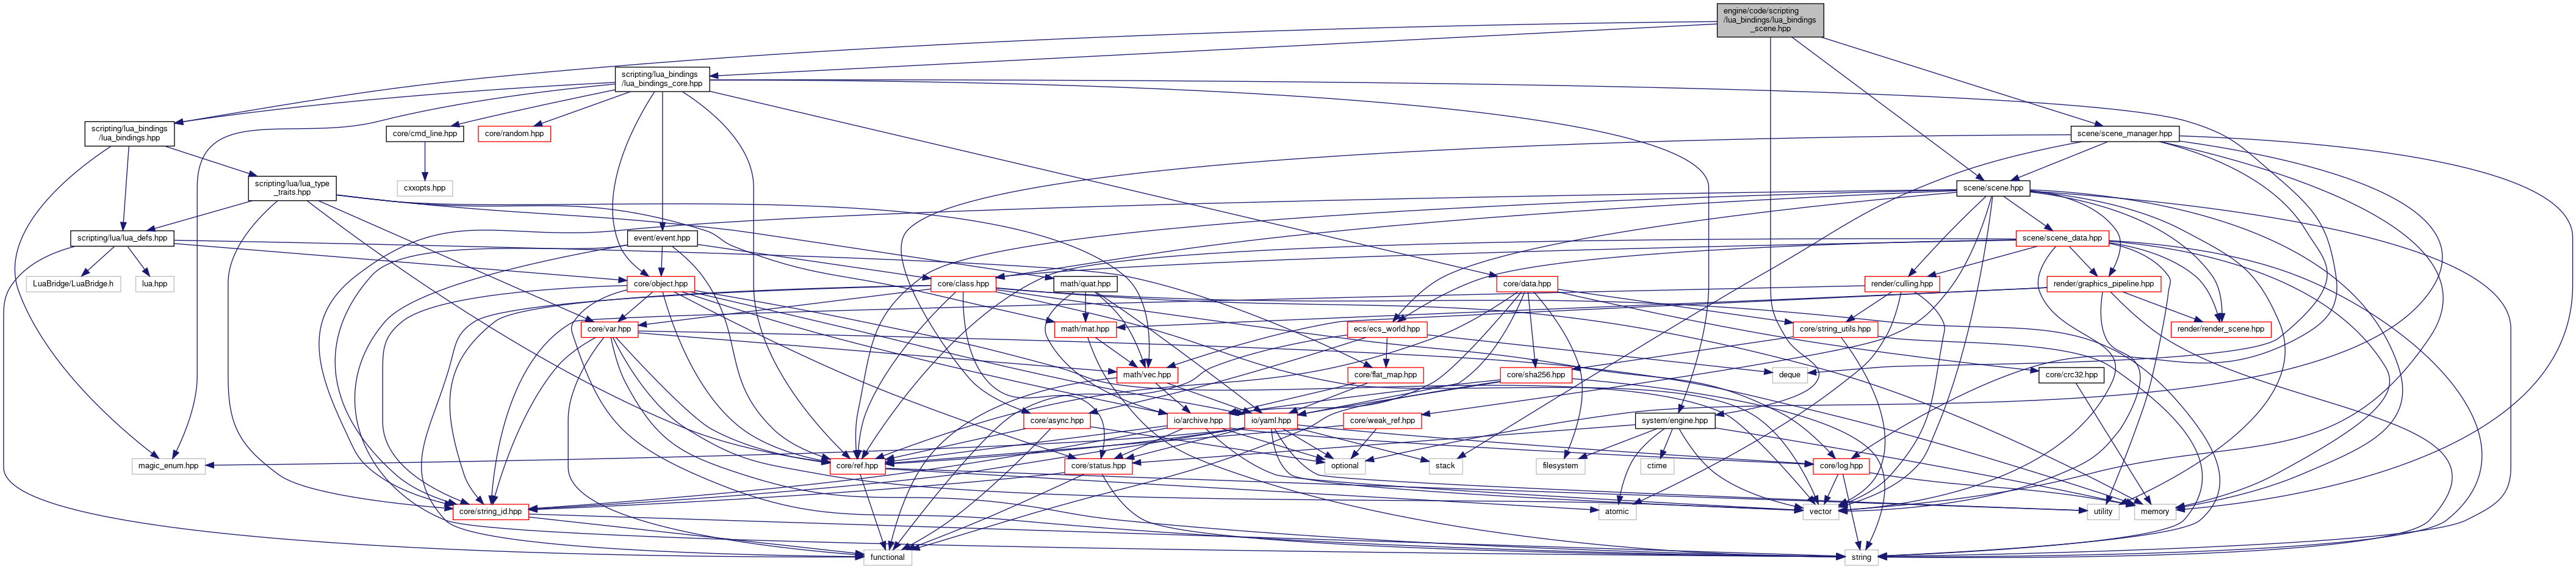 engine/code/scripting
/lua_bindings/lua_bindings
_scene.hpp
scripting/lua_bindings
/lua_bindings_core.hpp
scripting/lua_bindings
/lua_bindings.hpp
core/cmd_line.hpp
core/random.hpp
scene/scene_manager.hpp
scripting/lua/lua_type
_traits.hpp
cxxopts.hpp
scene/scene.hpp
scripting/lua/lua_defs.hpp
event/event.hpp
scene/scene_data.hpp
LuaBridge/LuaBridge.h
lua.hpp
core/object.hpp
core/class.hpp
math/quat.hpp
core/data.hpp
render/culling.hpp
render/graphics_pipeline.hpp
core/var.hpp
math/mat.hpp
ecs/ecs_world.hpp
core/string_utils.hpp
render/render_scene.hpp
math/vec.hpp
core/flat_map.hpp
core/sha256.hpp
deque
core/crc32.hpp
core/async.hpp
io/archive.hpp
io/yaml.hpp
core/weak_ref.hpp
system/engine.hpp
magic_enum.hpp
core/ref.hpp
core/status.hpp
optional
stack
filesystem
ctime
core/log.hpp
core/string_id.hpp
atomic
vector
utility
memory
functional
string